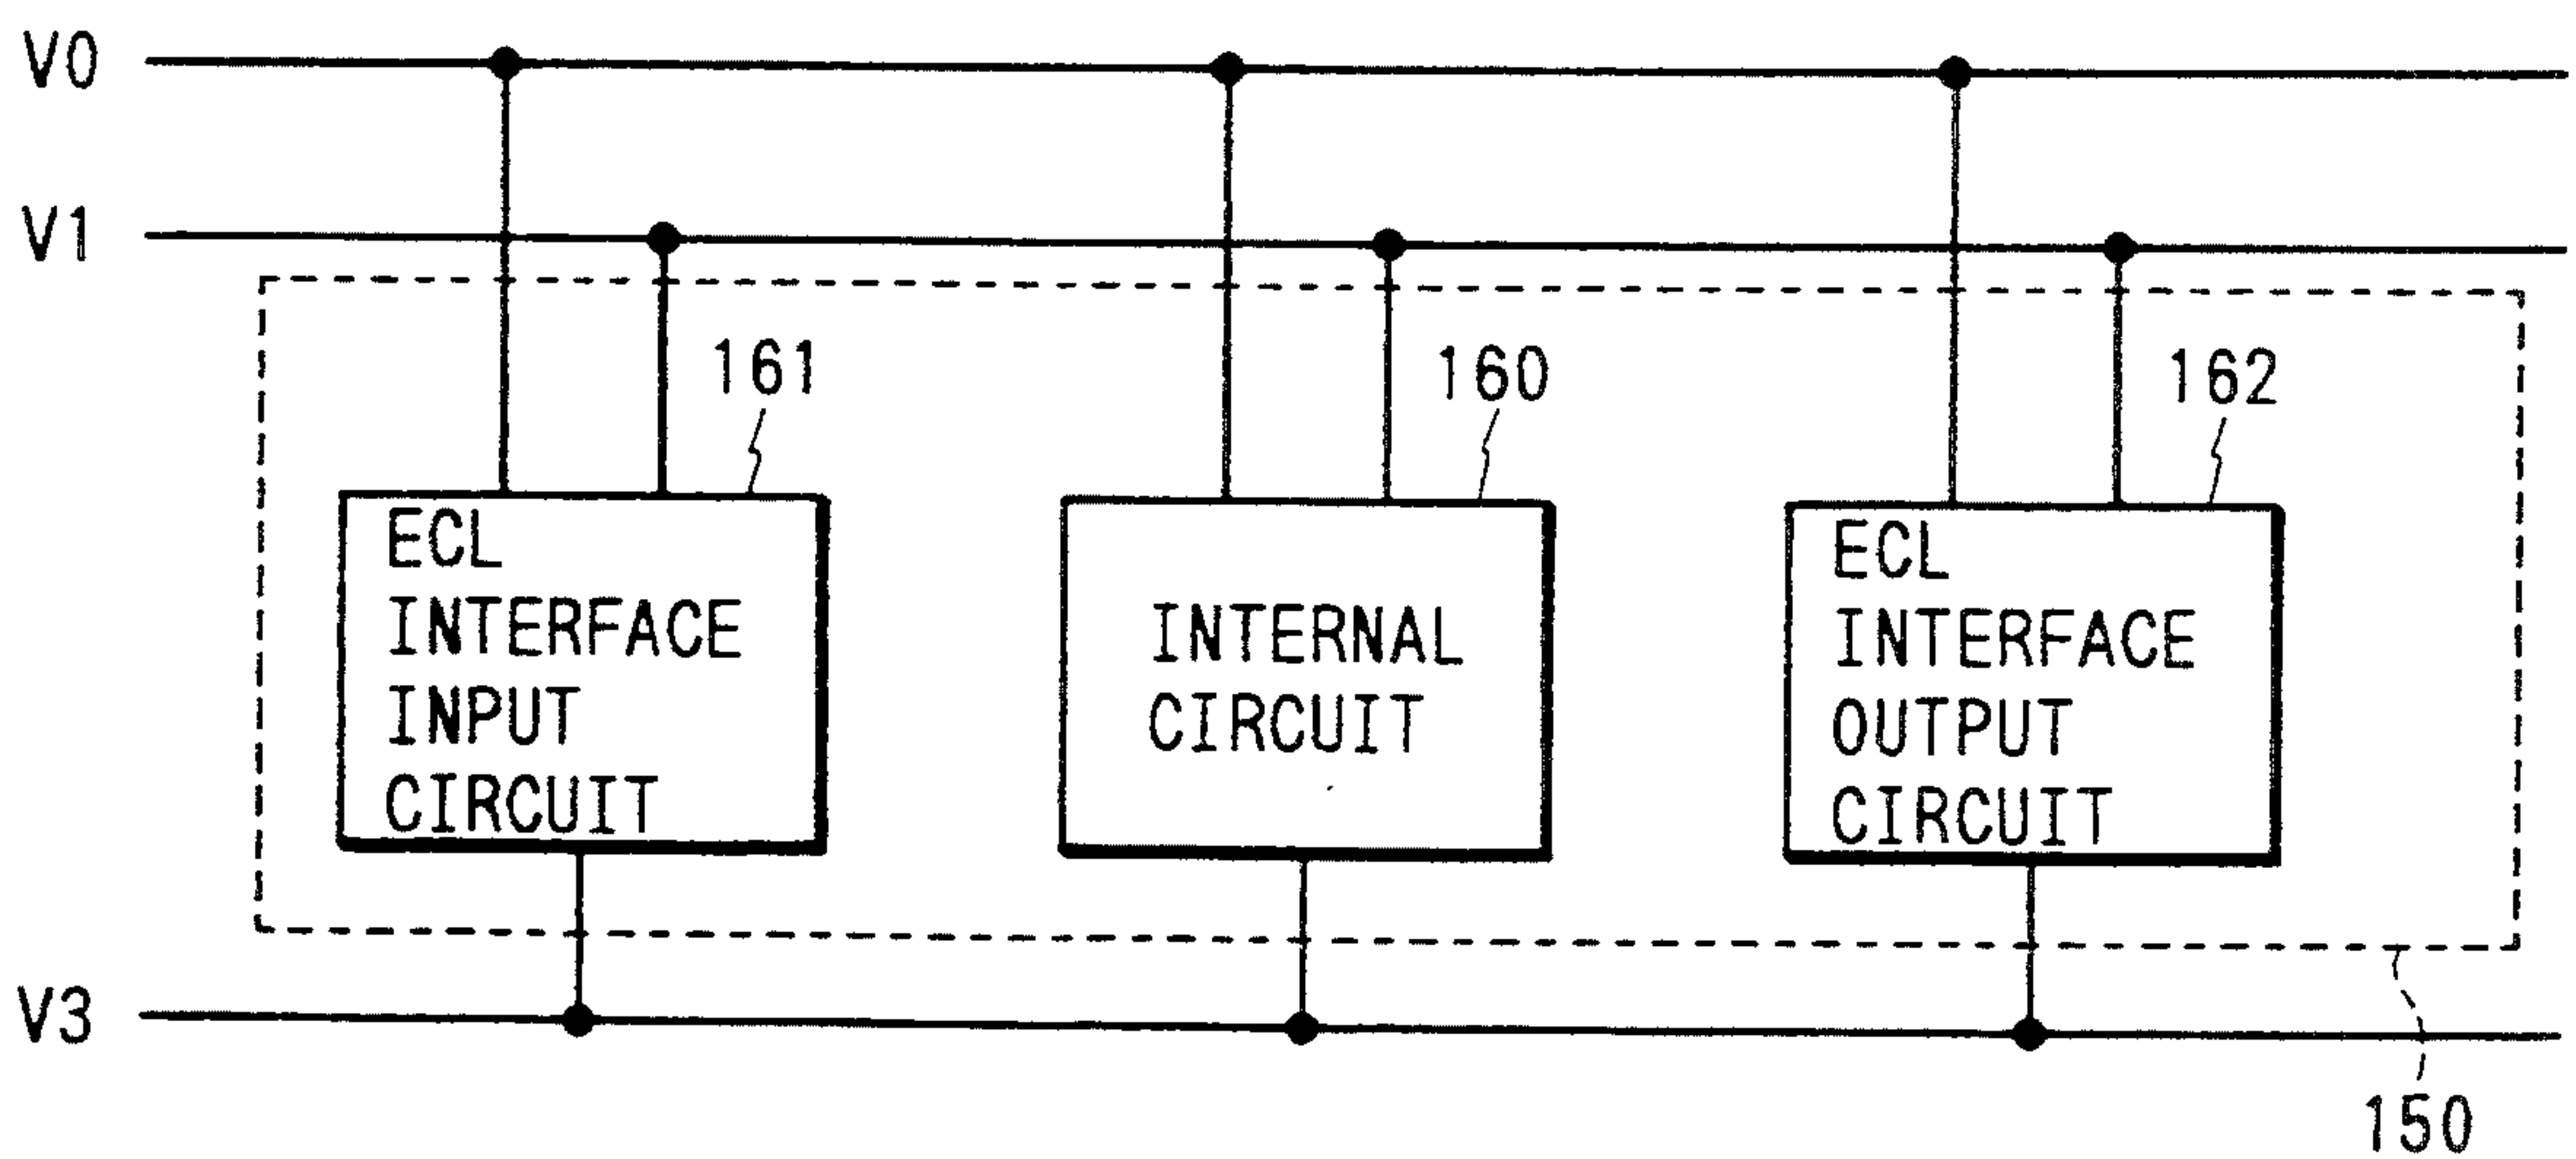 V0
V1
161
160
162
ECL
INTERFACE
INPUT
CIRCUIT
INTERNAL
CIRCUIT
ECL
INTERFACE
OUTPUT
CIRCUIT
V3
150